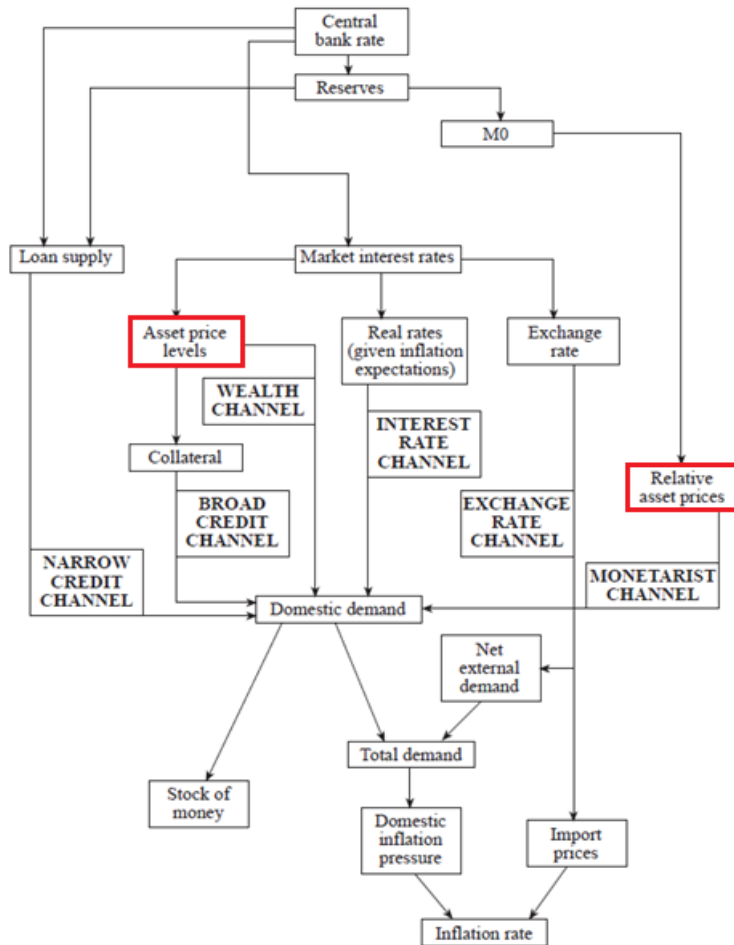 Central
bank rate
Reserves
M0
Loan supply
Market interest rates
Asset price
levels
Real rates
(given inflation
expectations)
Exchange
rate
WEALTH
CHANNEL
INTEREST
RATE
CHANNEL
Collateral
Relative
asset prices
BROAD
CREDIT
CHANNEL
EXCHANGE
RATE
CHANNEL
NARROW
CREDIT
CHANNEL
MONETARIST
CHANNEL
Domestic demand
Net
external
demand
Total demand
Stock of
money
Domestic
inflation
pressure
Import
prices
Inflation rate